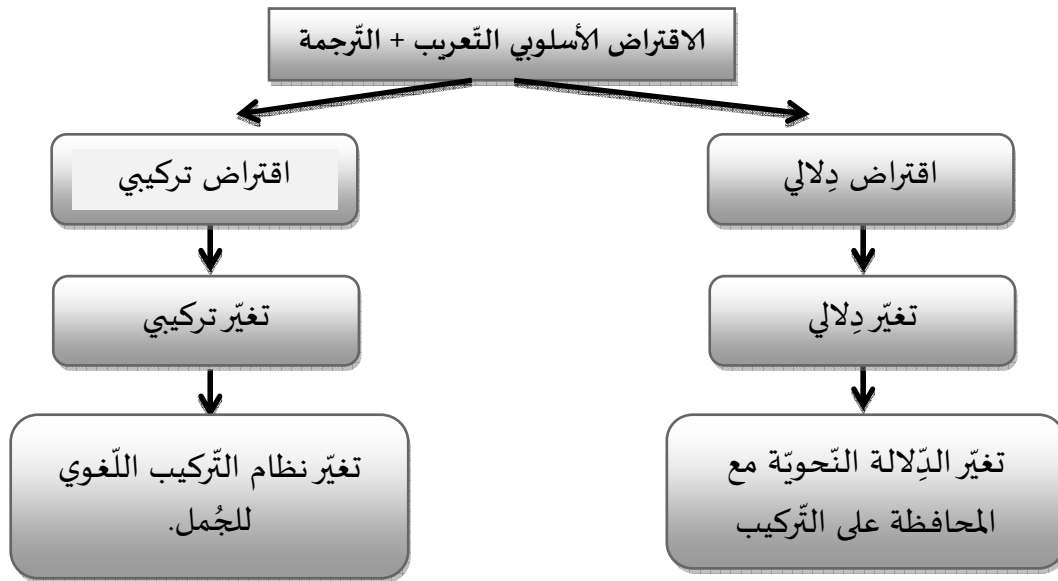 الاقتراض الأسلوبي التّعريب + التّرجمة
اقتراض دِلالي
اقتراض تركيبي
تغيّر دِلالي
تغيّر تركيبي
تغيّر الدِّلالة النّحويّة مع
المحافظة على التّركيب
تغيّر نظام التّركيب اللّغوي
للجُمل.